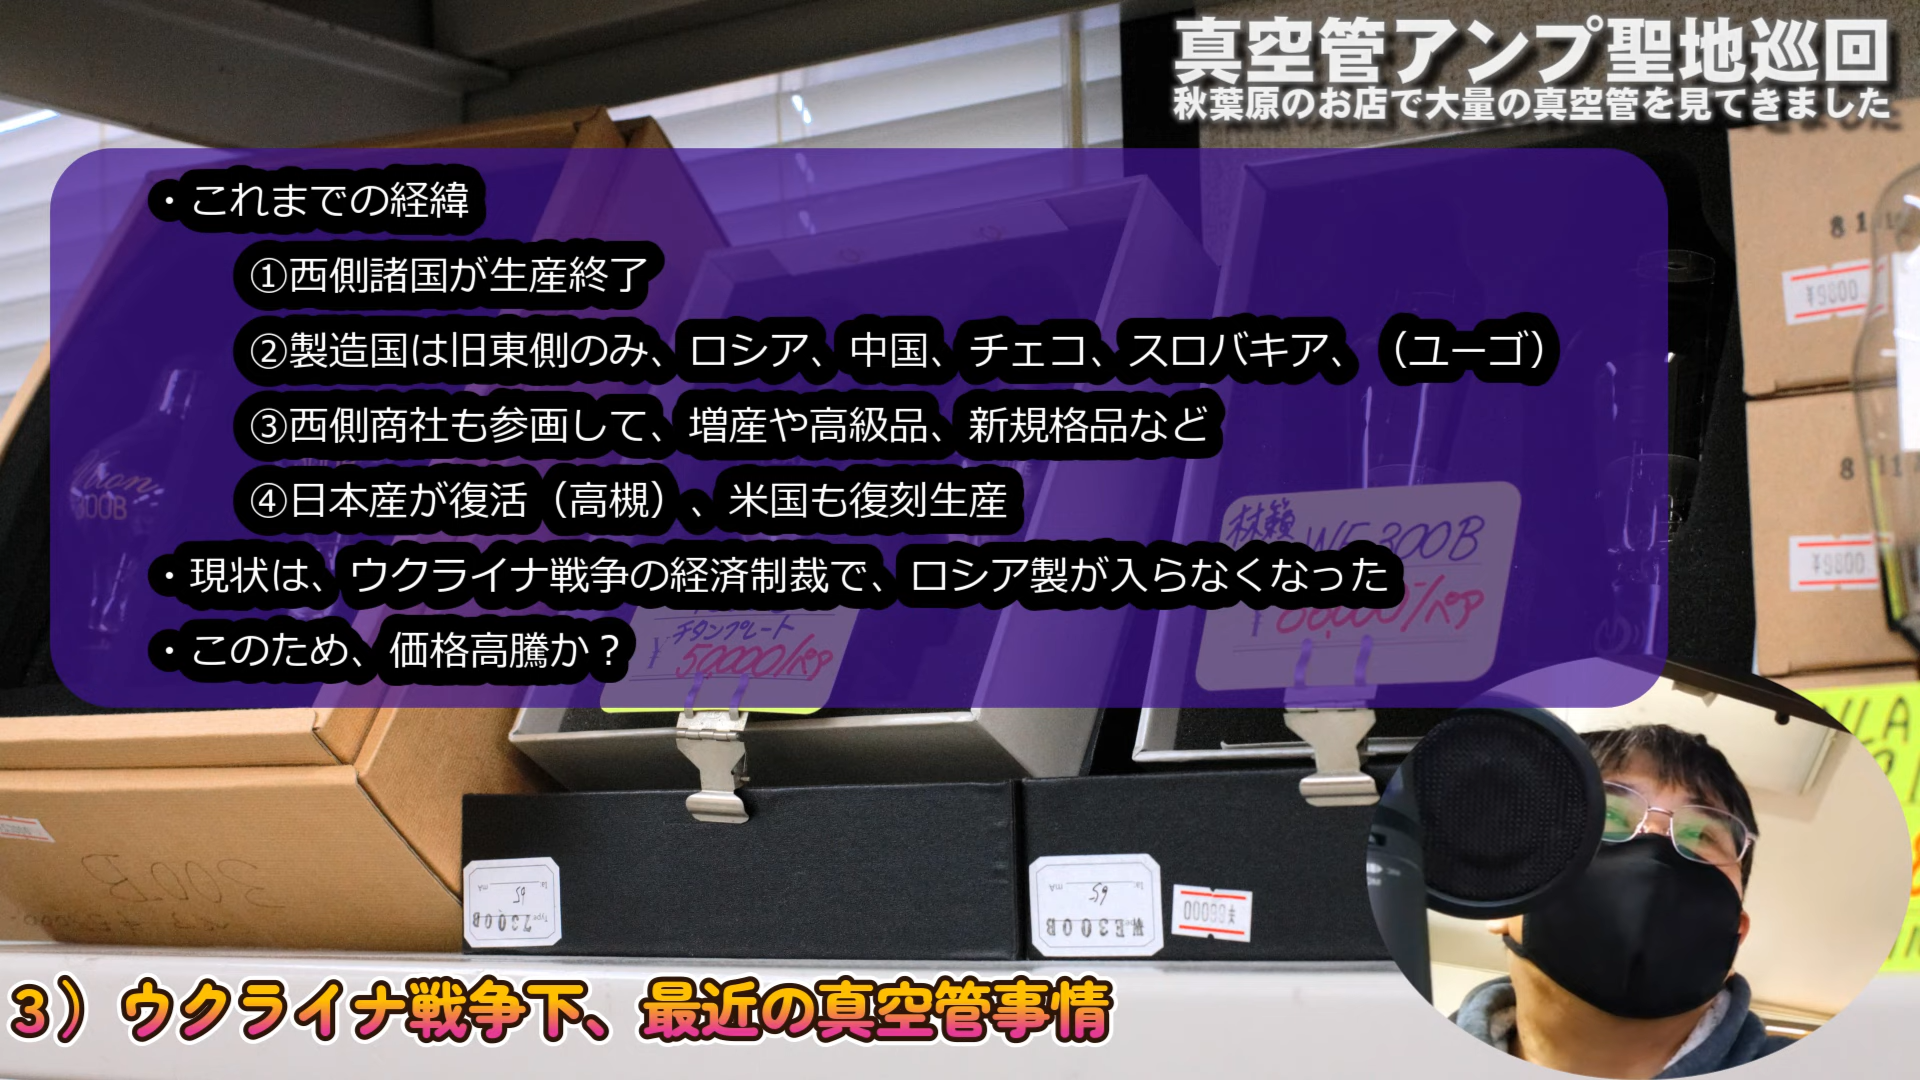 真空管アンプ聖地巡回
秋葉原のお店で大量の真空管を見てきました
・これまでの経緯
①西側諸国が生産終了
②製造国は旧東側のみ、ロシア、中国、チェコ、スロバキア、（ユーゴ）
③西側商社も参画して、増産や高級品、新規格品など
④日本産が復活（高槻）、米国も復刻生産
・現状は、ウクライナ戦争の経済制裁で、ロシア製が入らなくなった
・このため、価格高騰か？
300B
WE300B
チタンプレート
¥50,000/ペア
¥9800
¥9800
300B
WE300B
¥88000
３）ウクライナ戦争下、最近の真空管事情